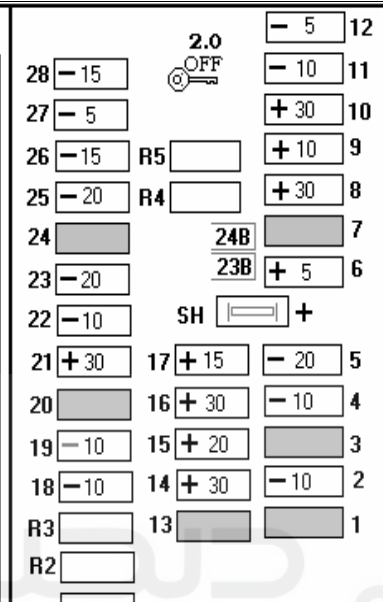 2.0
OFF
- 5 12
28 - 15
- 10 11
27 - 5
+ 30 10
26 - 15 R5
+ 10 9
25 - 20 R4
+ 30 8
24 24B 7
23 - 20 23B + 5 6
22 - 10 SH +
21 + 30 17 + 15 - 20 5
20 16 + 30 - 10 4
19 - 10 15 + 20 3
18 - 10 14 + 30 - 10 2
R3 13 1
R2